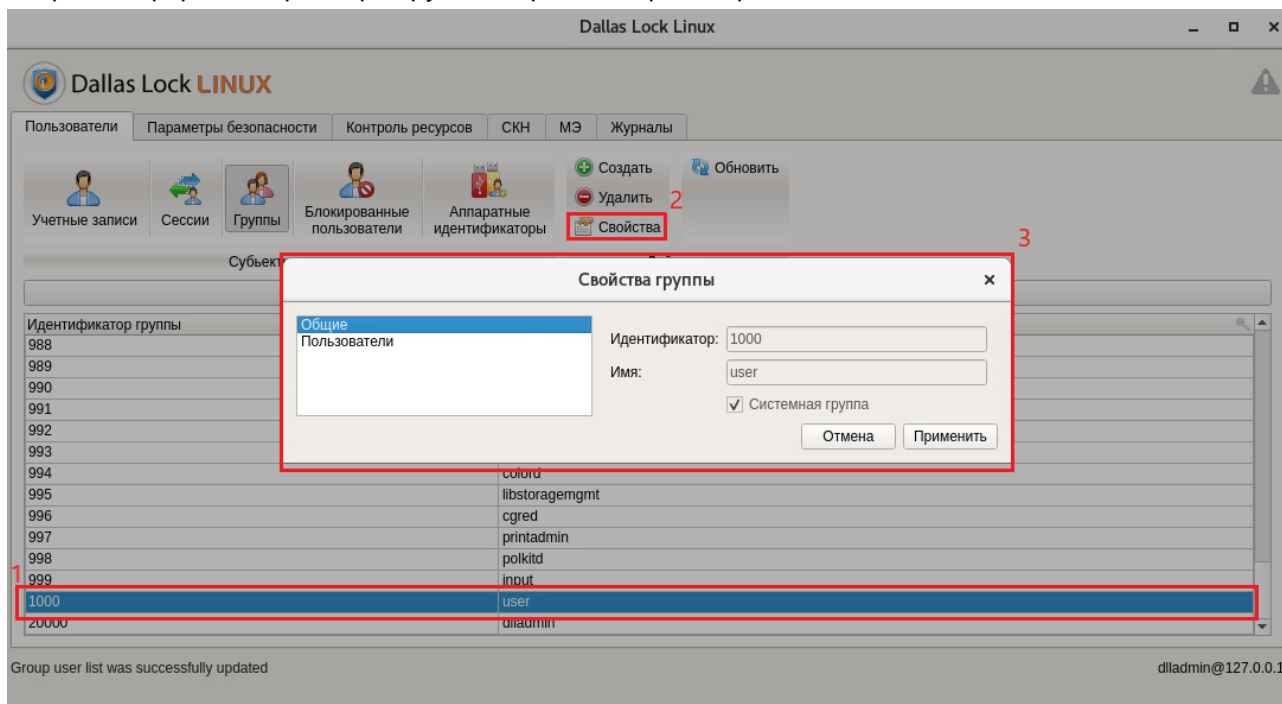 Dallas Lock Linux
Dallas Lock LINUX
Пользователи Параметры безопасности Контроль ресурсов СКН МЭ Журналы
Учетные записи
Сессии
Группы
Блокированные
пользователи
Аппаратные
идентификаторы
Создать
Удалить
Свойства
Обновить
2
3
Субъект
Свойства группы
Общие
Пользователи
Идентификатор: 1000
Имя: user
Системная группа
Отмена Применить
Идентификатор группы
988
989
990
991
992
993
994 colord
995 libstoragemgmt
996 cgred
997 printadmin
998 polkitd
999 input
1
1000 user
20000 dlladmin
Group user list was successfully updated
dlladmin@127.0.0.1